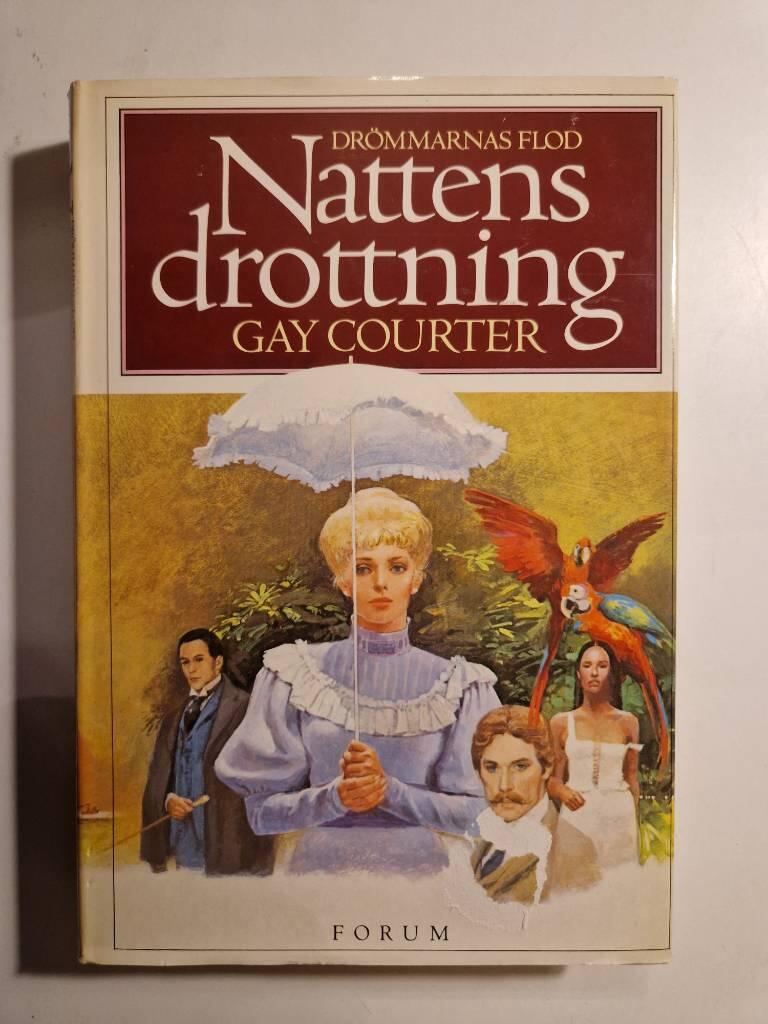 DRÖMMARNAS FLOD
Nattens
drottning
GAY COURTER
FORUM